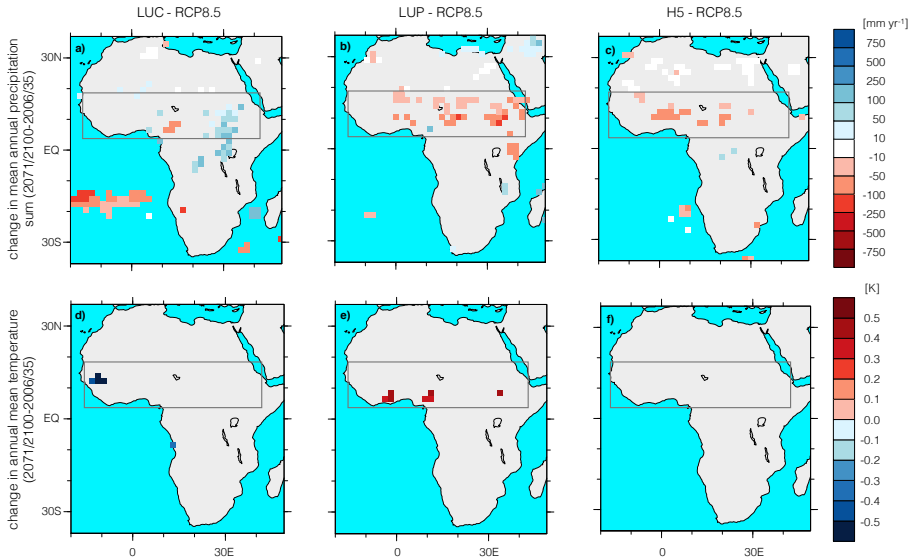 LUC - RCP8.5
LUP - RCP8.5
H5 - RCP8.5
[mm yr-1]
change in mean annual precipitation
sum (2071/2100-2006/35)
a)
b)
c)
30N
EQ
30S
750
500
250
100
50
10
-10
-50
-100
-250
-500
-750
change in annual mean temperature
(2071/2100-2006/35)
d)
e)
f)
30N
EQ
30S
0
30E
0
30E
0
30E
[K]
0.5
0.4
0.3
0.2
0.1
0.0
-0.1
-0.2
-0.3
-0.4
-0.5